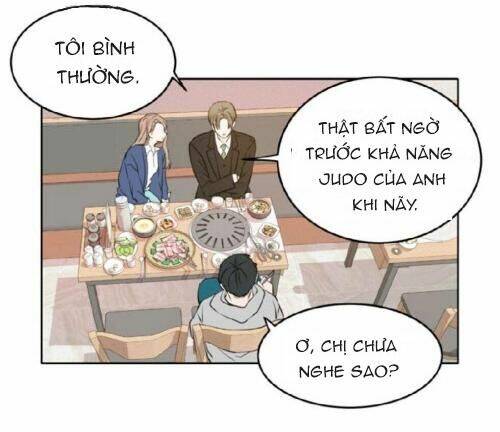 TÔI BÌNH
THƯỜNG.
THẬT BẤT NGỜ
TRƯỚC KHẢ NĂNG
JUDO CỦA ANH
KHI NÃY.
Ơ, CHỊ CHƯA
NGHE SAO?